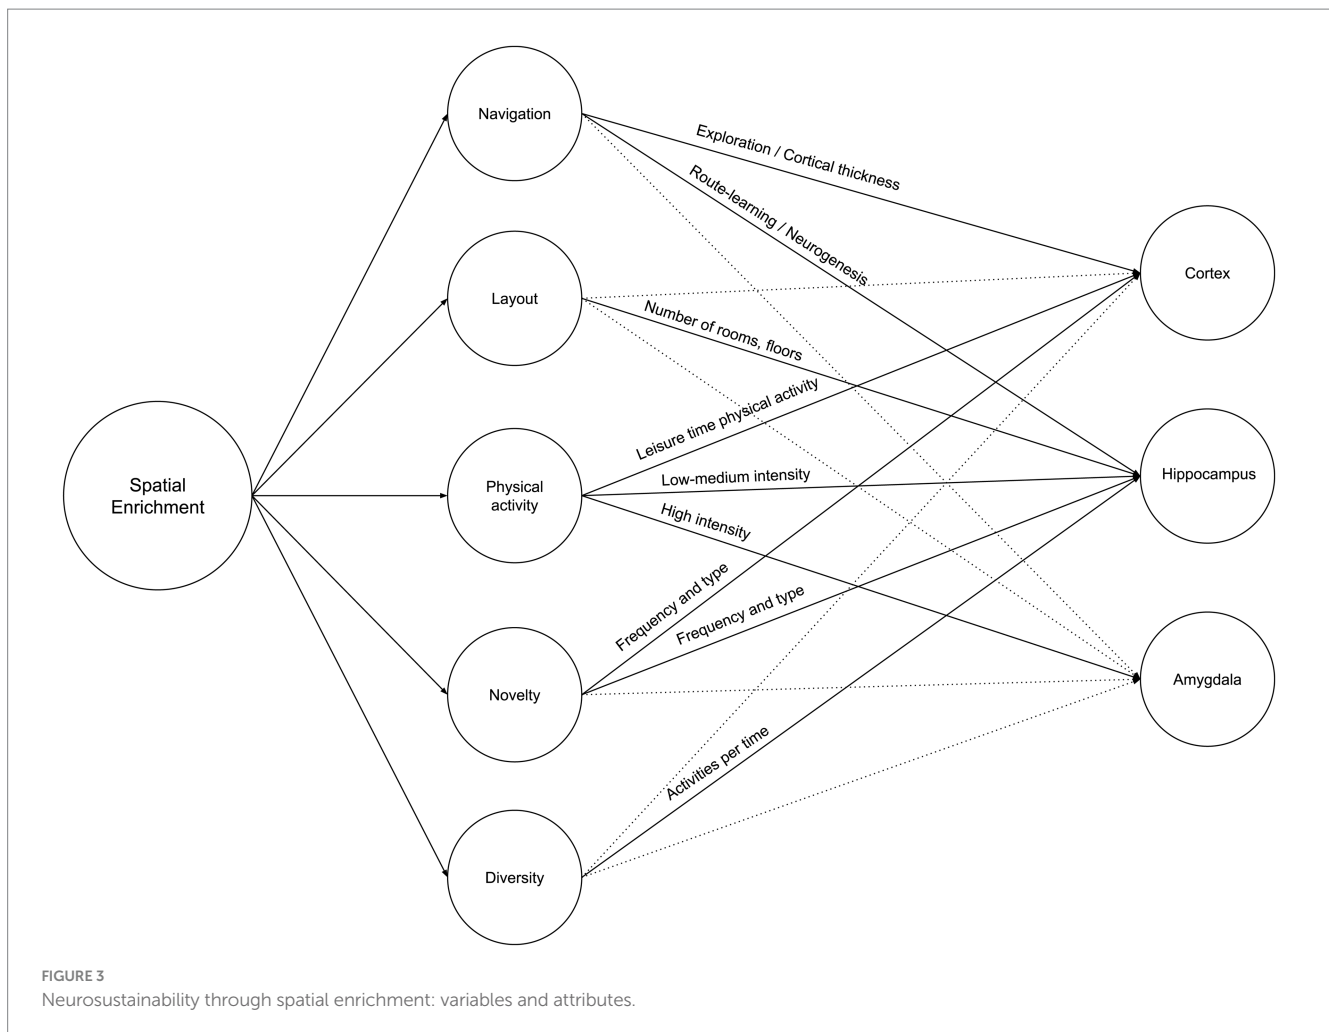 Navigation
Exploration / Cortical thickness
Route-learning / Neurogenesis
Cortex
Layout
Number of rooms, floors
Leisure time physical activity
Spatial
Enrichment
Physical
activity
Low-medium intensity
Hippocampus
High intensity
Frequency and type
Frequency and type
Novelty
Amygdala
Activities per time
Diversity
FIGURE 3
Neurosustainability through spatial enrichment: variables and attributes.